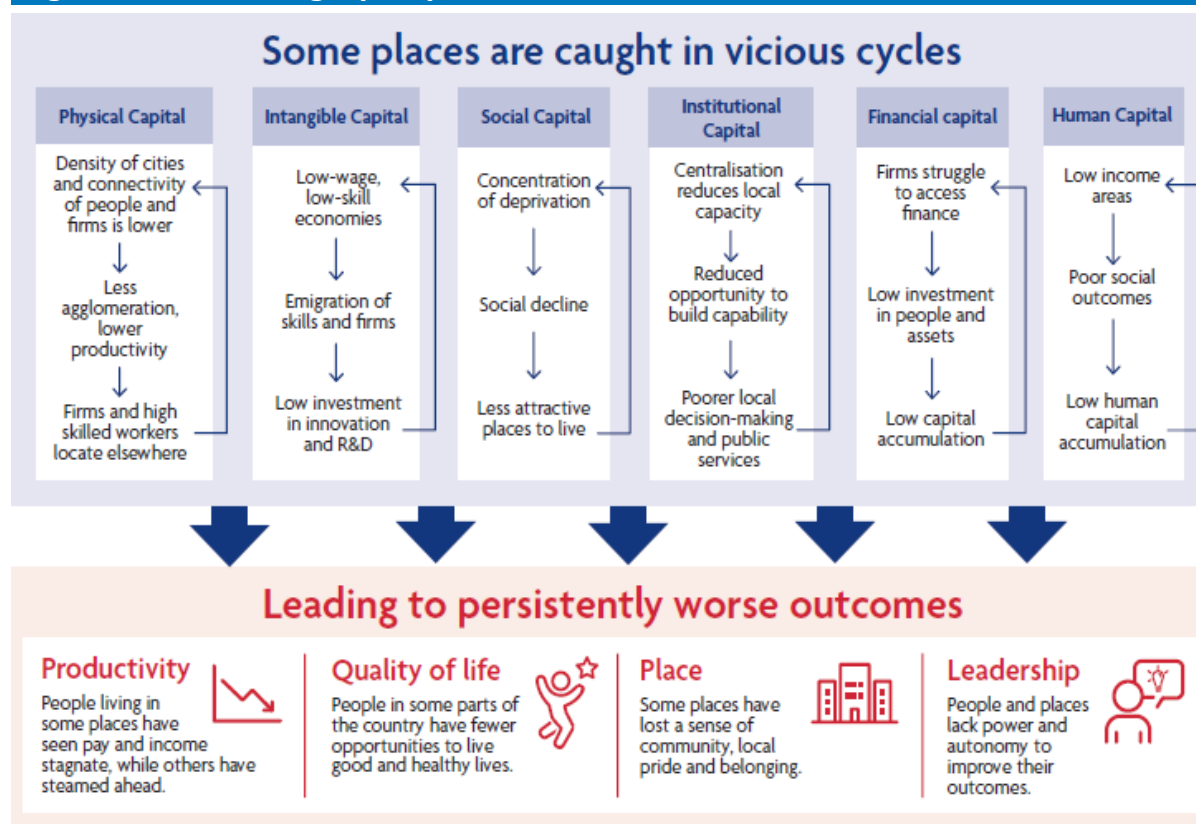 Some places are caught in vicious cycles
Physical Capital
Density of cities
and connectivity
of people and
firms is lower
Less
agglomeration,
lower
productivity
Firms and high
skilled workers
locate elsewhere
Intangible Capital
Low-wage,
low-skill
economies
Emigration of
skills and firms
Low investment
in innovation
and R&D
Social Capital
Concentration
of deprivation
Social decline
Less attractive
places to live
Institutional
Capital
Centralisation
reduces local
capacity
Reduced
opportunity to
build capability
Poorer local
decision-making
and public
services
Financial capital
Firms struggle
to access
finance
Low investment
in people and
assets
Low capital
accumulation
Human Capital
Low income
areas
Poor social
outcomes
Low human
capital
accumulation
Leading to persistently worse outcomes
Productivity
People living in
some places have
seen pay and income
stagnate, while others have
steamed ahead.
Quality of life
People in some parts of
the country have fewer
opportunities to live
good and healthy lives.
Place
Some places have
lost a sense of
community, local
pride and belonging.
Leadership
People and places
lack power and
autonomy to
improve their
outcomes.